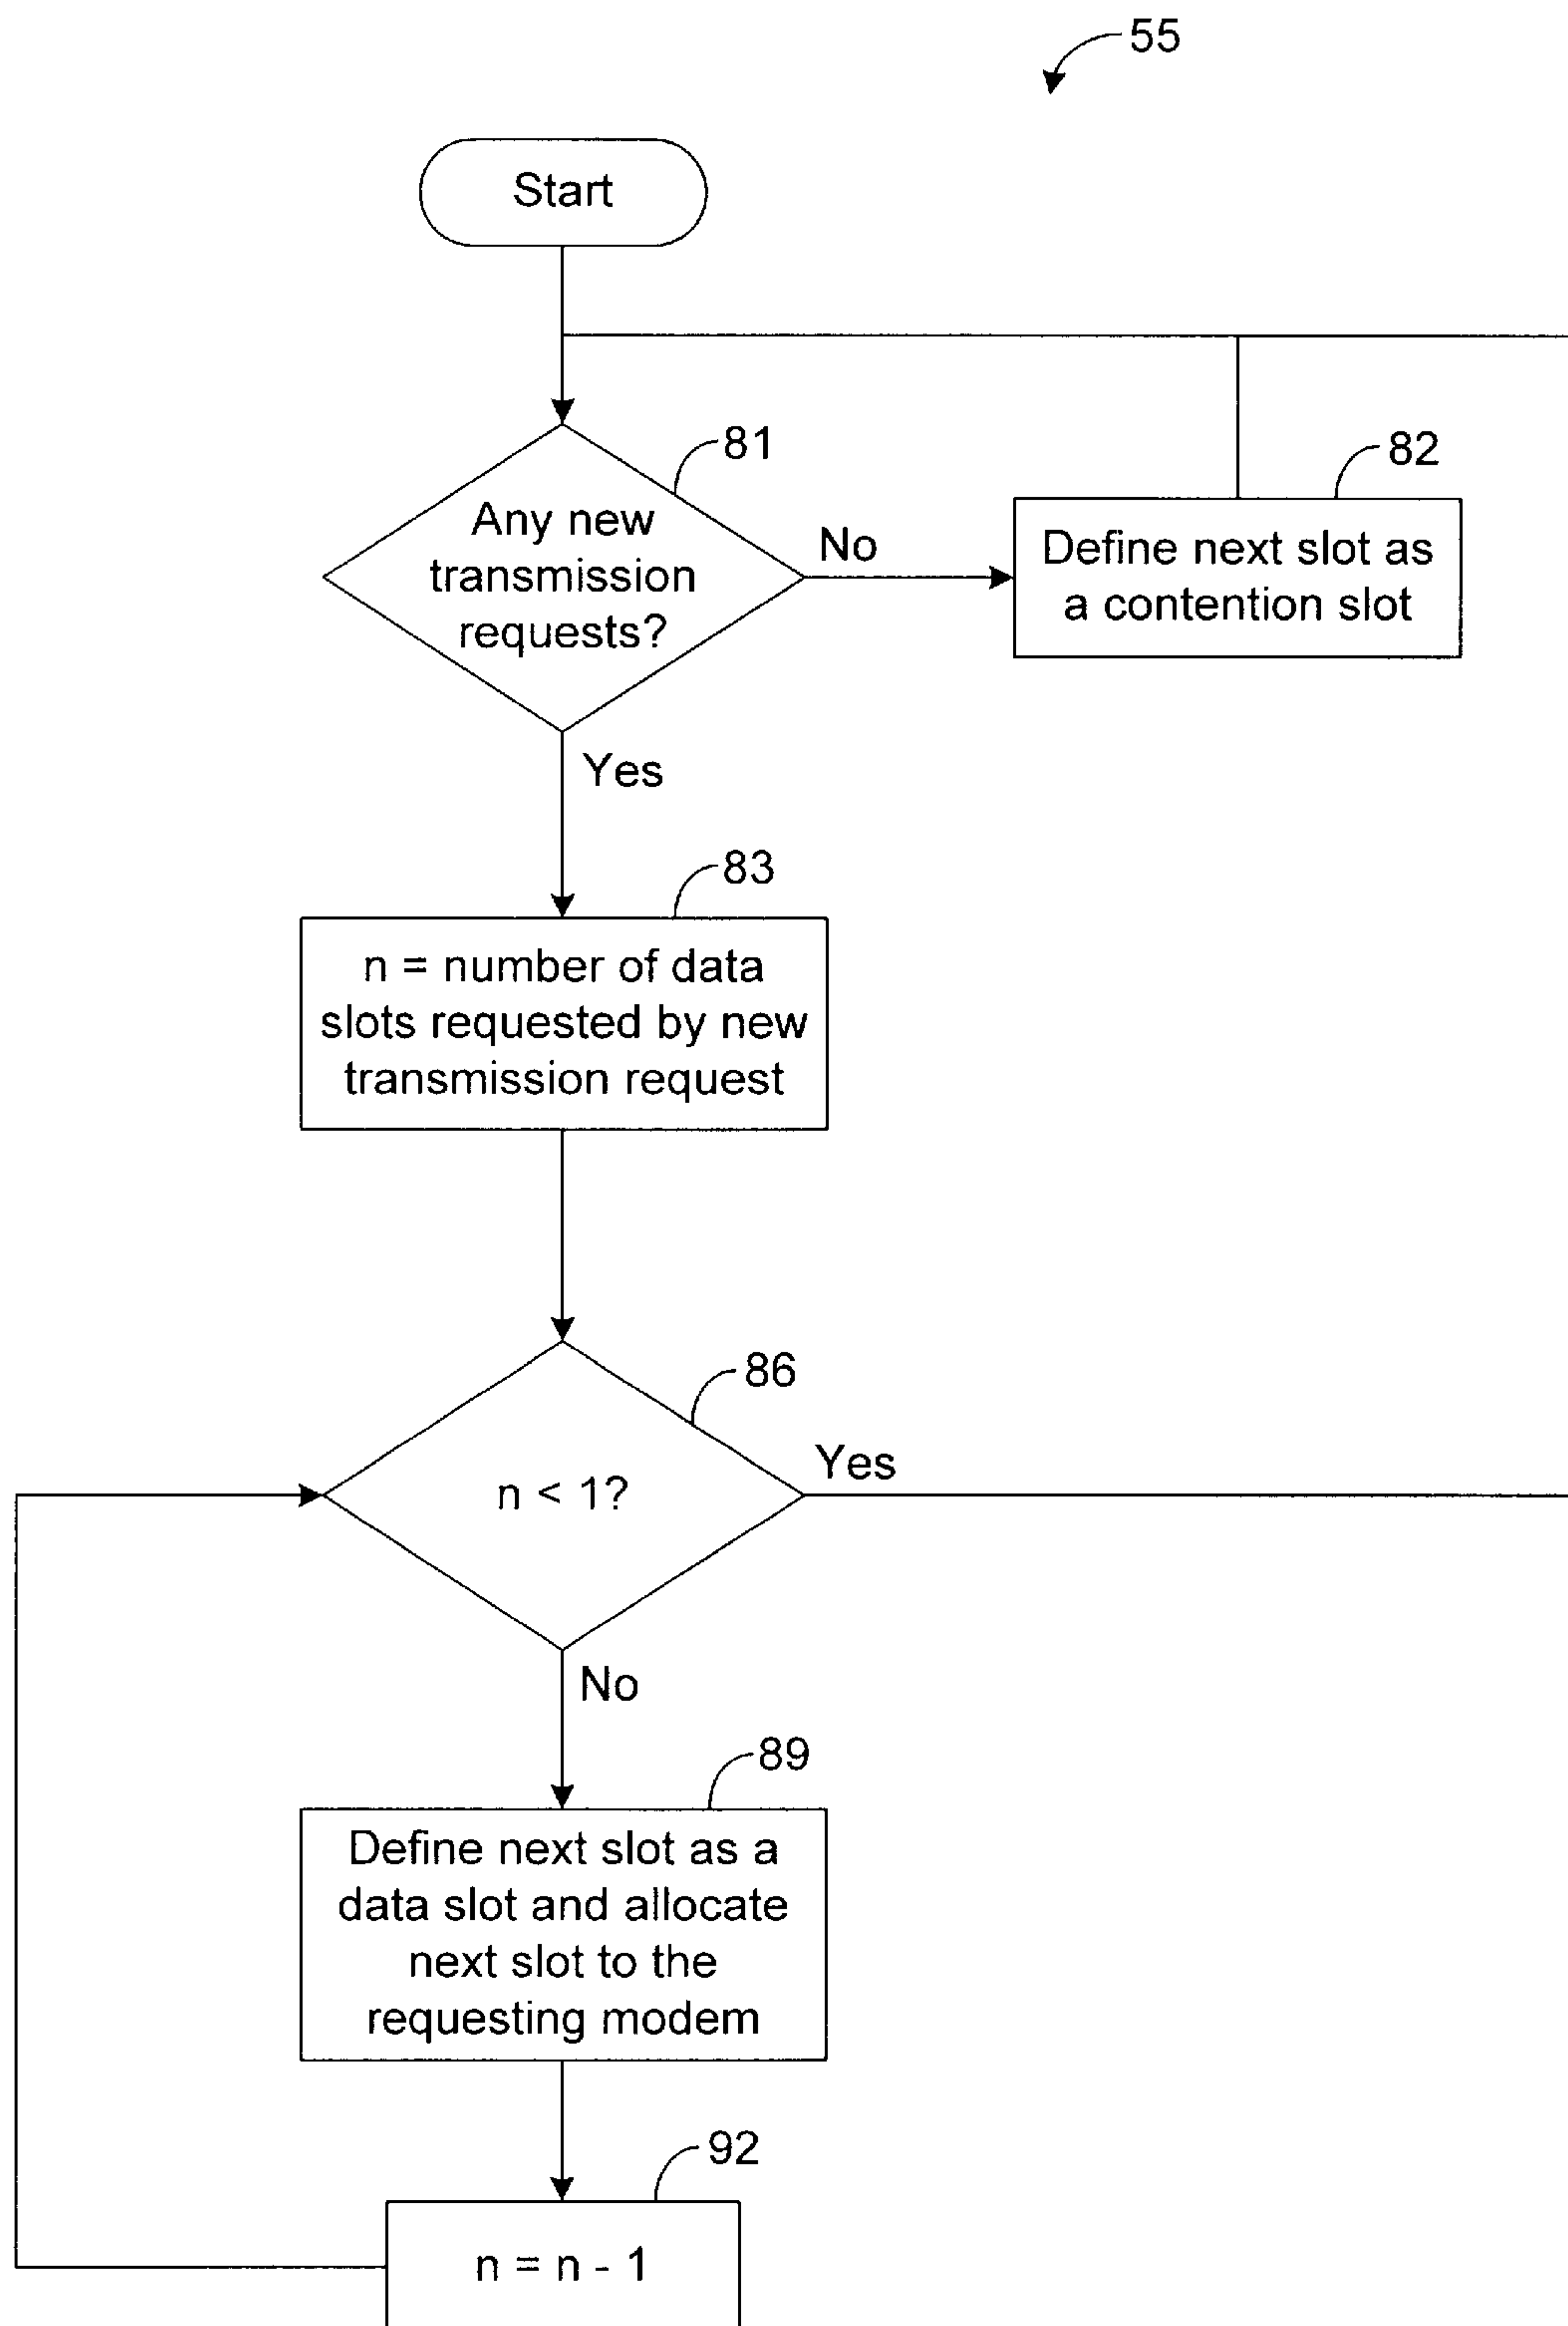 55
Start
81
Any new
transmission
requests?
No
82
Define next slot as
a contention slot
Yes
83
n = number of data
slots requested by new
transmission request
86
n < 1?
Yes
No
89
Define next slot as a
data slot and allocate
next slot to the
requesting modem
92
n = n - 1